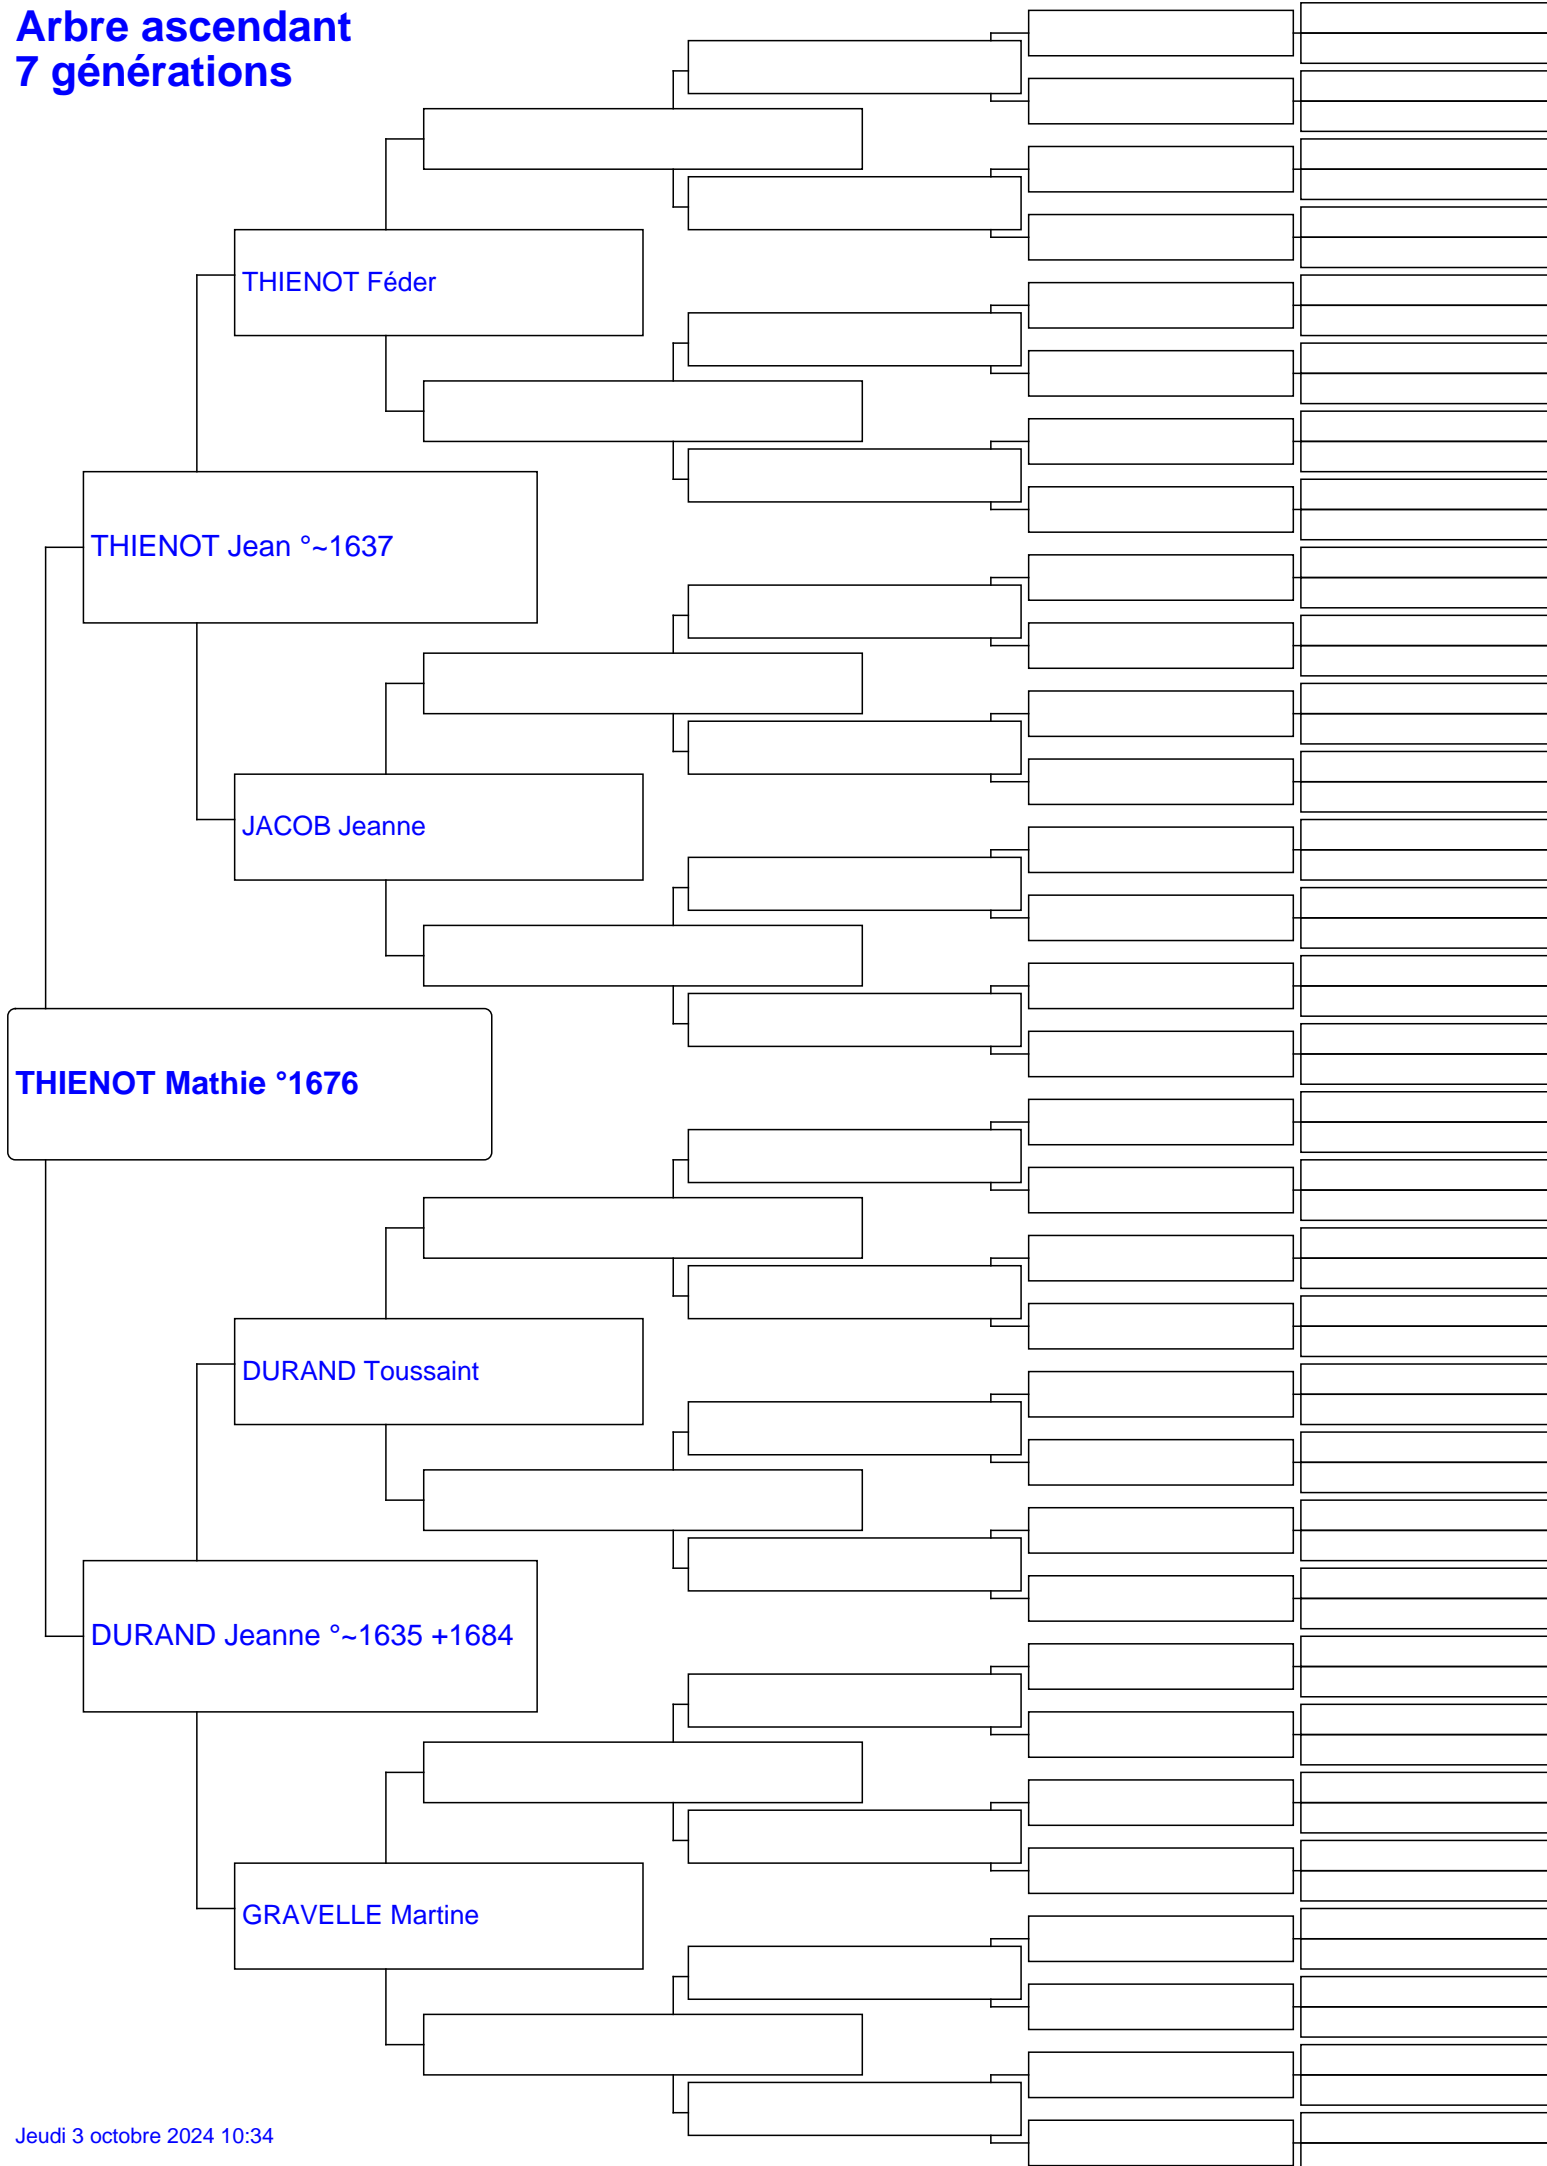 Arbre ascendant
7 générations
THIENOT Féder
THIENOT Jean °~1637
JACOB Jeanne
THIENOT Mathie °1676
DURAND Toussaint
DURAND Jeanne °~1635 +1684
GRAVELLE Martine
Jeudi 3 octobre 2024 10:34